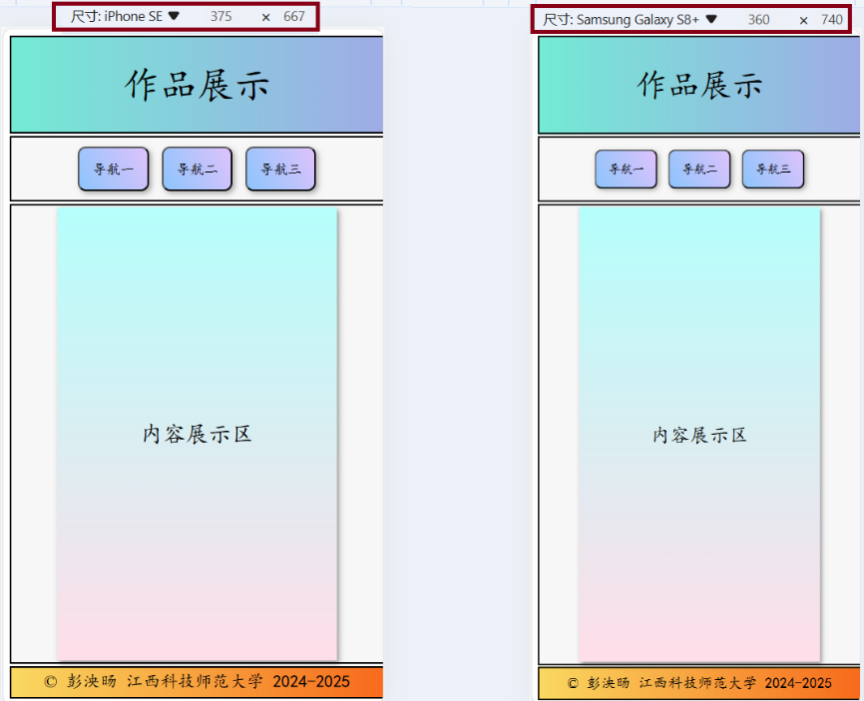 尺寸: iPhone SE ▼ 375 × 667
作品展示
导航一 导航二 导航三
内容展示区
© 彭泱旸 江西科技师范大学 2024-2025
尺寸: Samsung Galaxy S8+ ▼ 360 × 740
作品展示
导航一 导航二 导航三
内容展示区
© 彭泱旸 江西科技师范大学 2024-2025